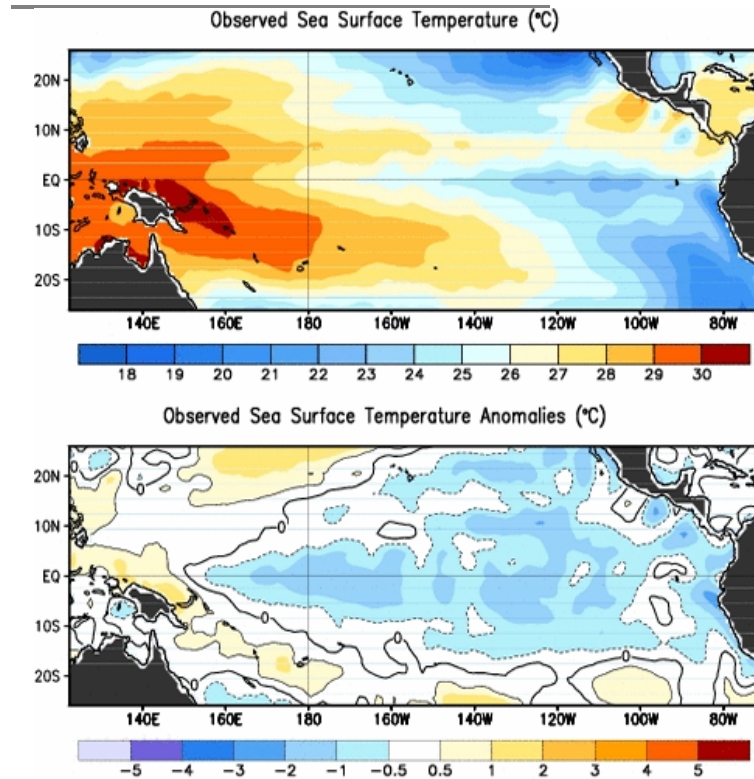 Observed Sea Surface Temperature (°C)
20N
10N
EQ
10S
20S
140E 160E 180 160W 140W 120W 100W 80W
18 19 20 21 22 23 24 25 26 27 28 29 30
Observed Sea Surface Temperature Anomalies (°C)
20N
10N
EQ
10S
20S
0
0
0
0
0
0
0
0
140E 160E 180 160W 140W 120W 100W 80W
-5 -4 -3 -2 -1 -0.5 0.5 1 2 3 4 5